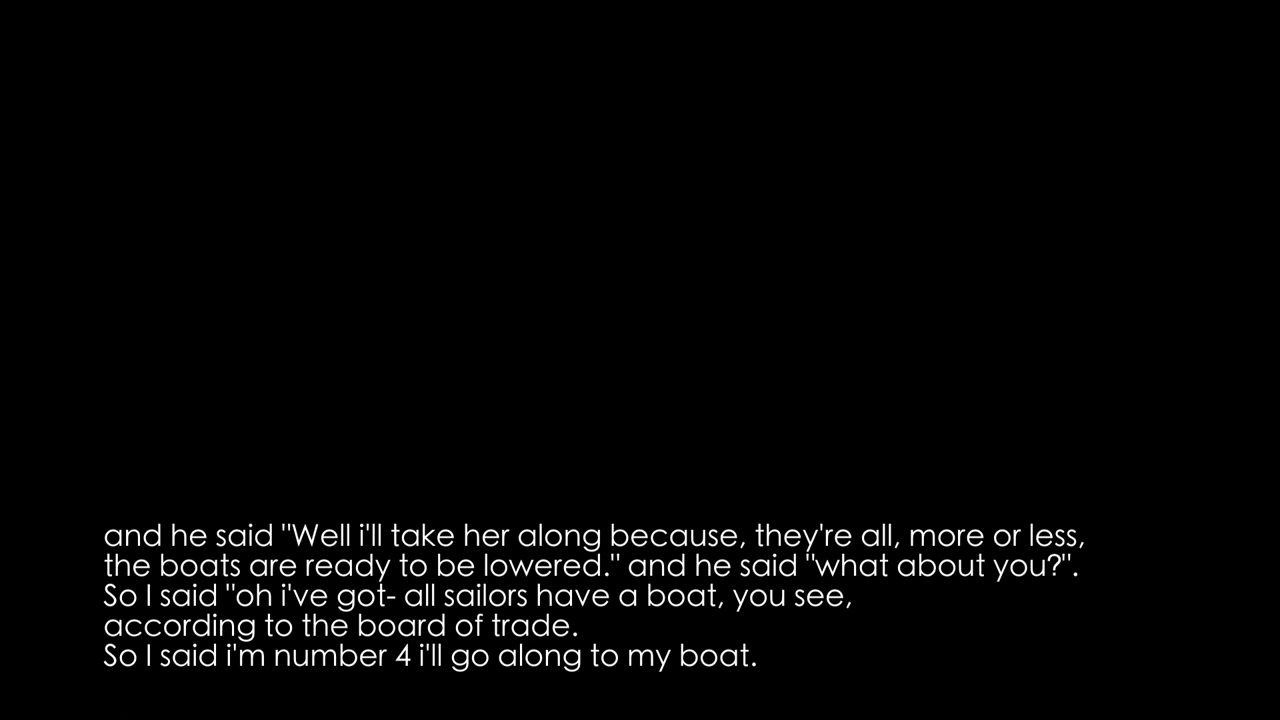 and he said "Well i'll take her along because, they're all, more or less,
the boats are ready to be lowered." and he said "what about you?".
So I said "oh i've got- all sailors have a boat, you see,
according to the board of trade.
So I said i'm number 4 i'll go along to my boat.